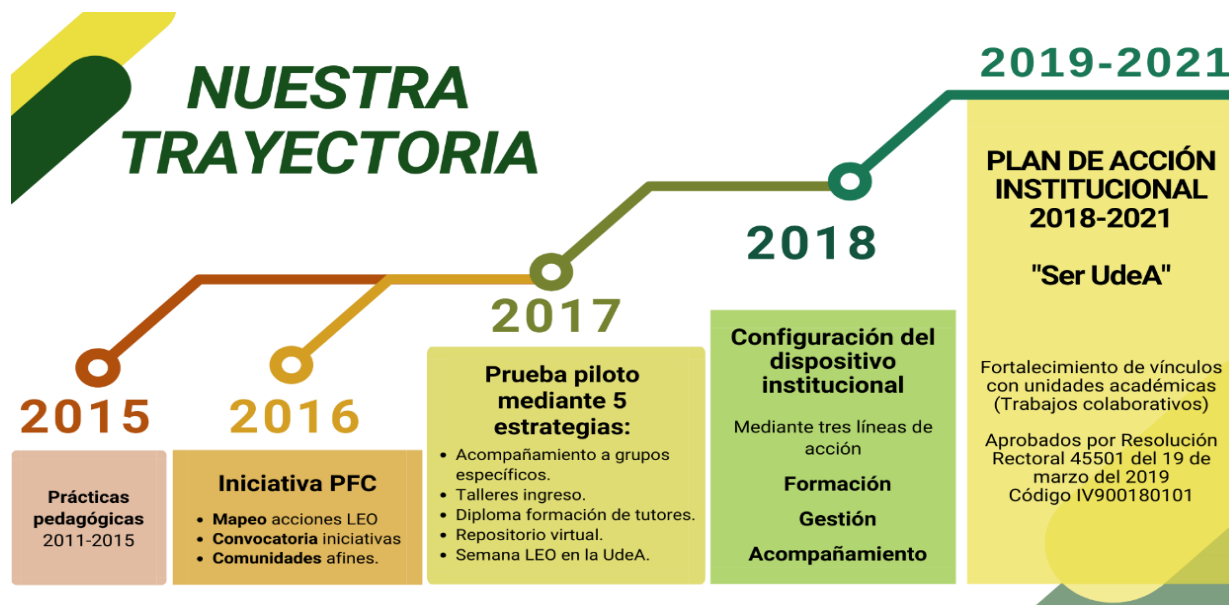 NUESTRA
TRAYECTORIA
2015
Prácticas
pedagógicas
2011-2015
2016
Iniciativa PFC
• Mapeo acciones LEO
• Convocatoria iniciativas
• Comunidades afines.
2017
Prueba piloto
mediante 5
estrategias:
• Acompañamiento a grupos
específicos.
• Talleres ingreso.
• Diploma formación de tutores.
• Repositorio virtual.
• Semana LEO en la UdeA.
2018
Configuración del
dispositivo
institucional
Mediante tres líneas de
acción
Formación
Gestión
Acompañamiento
2019-2021
PLAN DE ACCIÓN
INSTITUCIONAL
2018-2021
"Ser UdeA"
Fortalecimiento de vínculos
con unidades académicas
(Trabajos colaborativos)
Aprobados por Resolución
Rectoral 45501 del 19 de
marzo del 2019
Código IV900180101